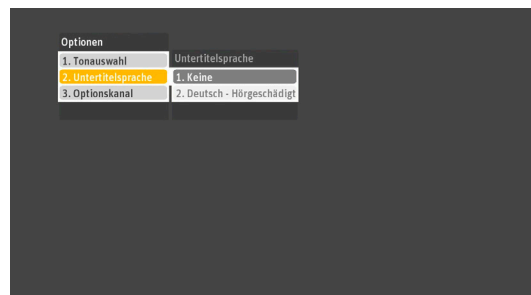 Optionen
1. Tonauswahl
2. Untertitelsprache
3. Optionskanal
Untertitelsprache
1. Keine
2. Deutsch - Hörgeschädigt